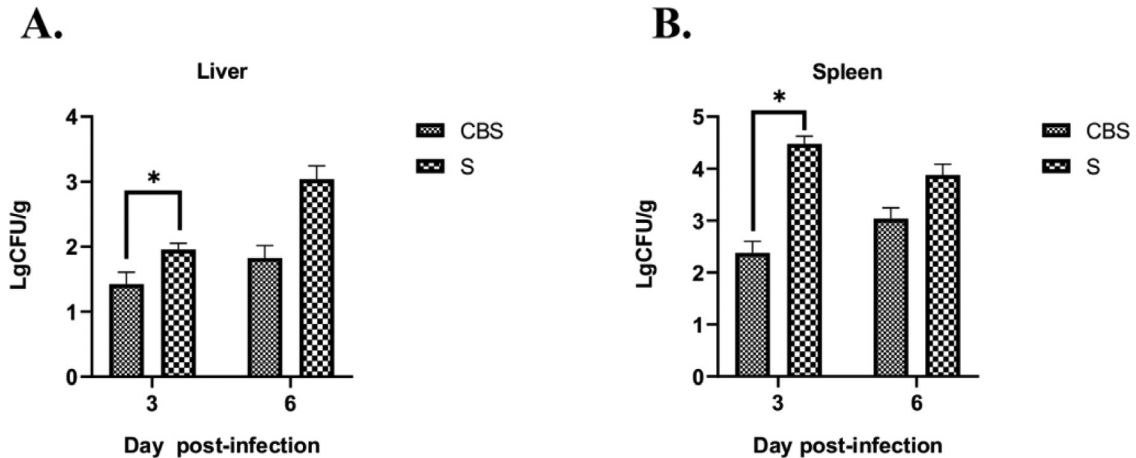 A.
Liver
4
3
2
1
0
LgCFU/g
*
CBS
S
3 6
Day post-infection
B.
Spleen
5
4
3
2
1
0
LgCFU/g
*
CBS
S
3 6
Day post-infection